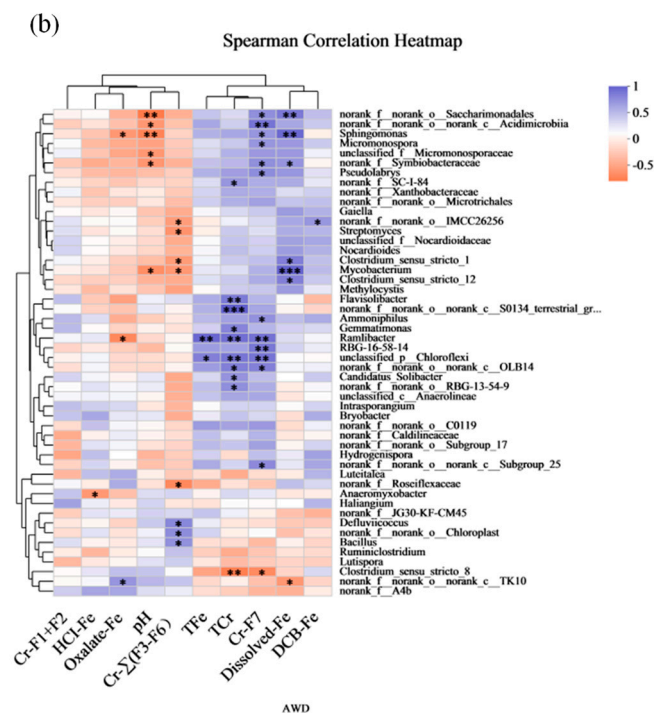 (b)
Spearman Correlation Heatmap
1
0.5
0
-0.5
** * ** norank_f__norank_o__Saccharimonadales
* ** norank_f__norank_o__norank_c__Acidimicrobiia
* ** * ** Sphingomonas
* Micromonospora
* unclassified_f__Micromonosporaceae
* * * norank_f__Symbiobacteraceae
* Pseudolabrys
* norank_f__SC-I-84
norank_f__Xanthobacteraceae
norank_f__norank_o__Microtrichales
Gaiella
* * norank_f__norank_o__IMCC26256
* Streptomyces
unclassified_f__Nocardioidaceae
Nocardioides
* * Clostridium_sensu_stricto_1
* * *** Mycobacterium
* Clostridium_sensu_stricto_12
Methylocystis
** Flavisolibacter
*** norank_f__norank_o__norank_c__S0134_terrestrial_gr...
* Ammoniphilus
* Gemmatimonas
* ** ** ** Ramlibacter
** RBG-16-58-14
* ** ** unclassified_p__Chloroflexi
* * norank_f__norank_o__norank_c__OLB14
* Candidatus_Solibacter
* norank_f__norank_o__RBG-13-54-9
unclassified_c__Anaerolineae
Intrasporangium
Bryobacter
norank_f__norank_o__C0119
norank_f__Caldilineaceae
norank_f__norank_o__Subgroup_17
Hydrogenispora
* norank_f__norank_o__norank_c__Subgroup_25
Luteitalea
* norank_f__Roseiflexaceae
* Anaeromyxobacter
Haliangium
norank_f__JG30-KF-CM45
* Defluviicoccus
* norank_f__norank_o__Chloroplast
* Bacillus
Ruminiclostridium
Lutispora
** * Clostridium_sensu_stricto_8
* * norank_f__norank_o__norank_c__TK10
norank_f__A4b
Cr-F1+F2
HCl-Fe
Oxalate-Fe
pH
Cr-∑(F3-F6)
TFe
TCr
Cr-F7
Dissolved-Fe
DCB-Fe
AWD